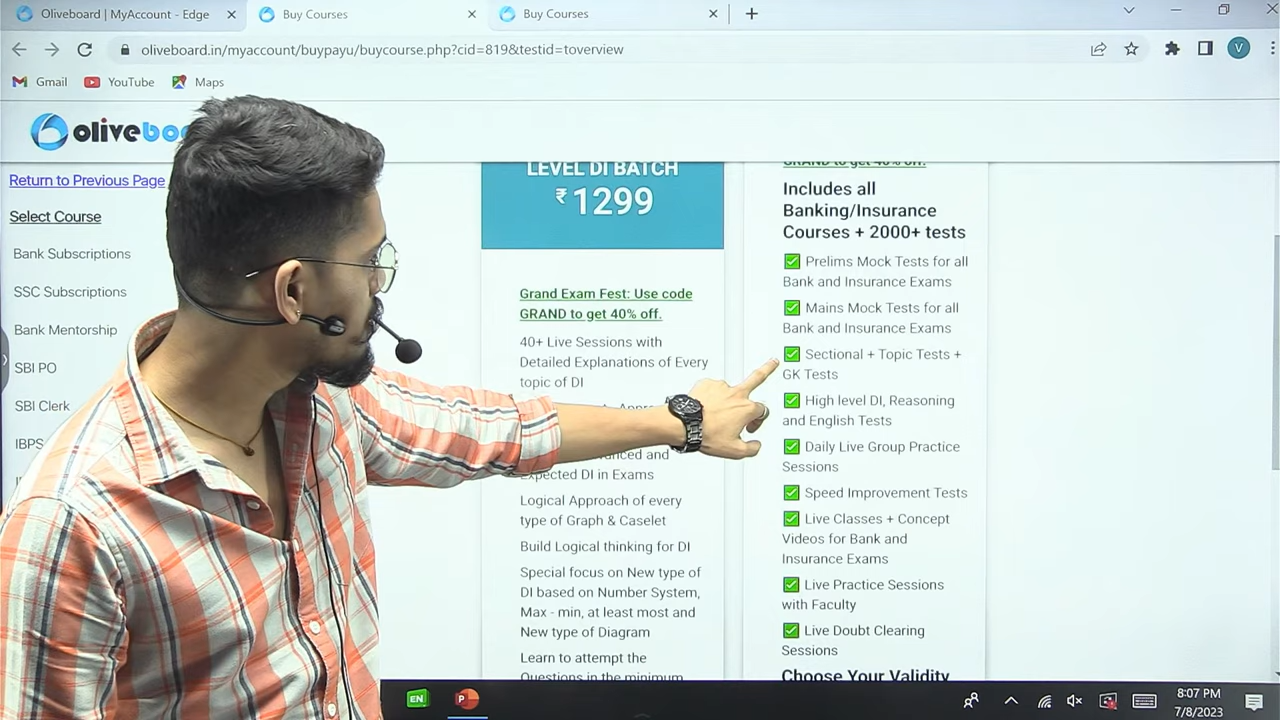 Oliveboard | MyAccount - Edge
Buy Courses
Buy Courses
oliveboard.in/myaccount/buypayu/buycourse.php?cid=819&testid=toverview
V
Gmail
YouTube
Maps
Return to Previous Page
Select Course
Bank Subscriptions
SSC Subscriptions
Bank Mentorship
SBI PO
SBI Clerk
IBPS
LEVEL DI BATCH
₹1299
Grand Exam Fest: Use code
GRAND to get 40% off.
40+ Live Sessions with
Detailed Explanations of Every
topic of DI
and
Expected DI in Exams
Logical Approach of every
type of Graph & Caselet
Build Logical thinking for DI
Special focus on New type of
DI based on Number System,
Max - min, at least most and
New type of Diagram
Learn to attempt the
Questions in the minimum
GRAND to get 40% off.
Includes all
Banking/Insurance
Courses + 2000+ tests
✅ Prelims Mock Tests for all
Bank and Insurance Exams
✅ Mains Mock Tests for all
Bank and Insurance Exams
✅ Sectional + Topic Tests +
GK Tests
✅ High level DI, Reasoning
and English Tests
✅ Daily Live Group Practice
Sessions
✅ Speed Improvement Tests
✅ Live Classes + Concept
Videos for Bank and
Insurance Exams
✅ Live Practice Sessions
with Faculty
✅ Live Doubt Clearing
Sessions
Choose Your Validity
EN
P
8:07 PM
7/8/2023